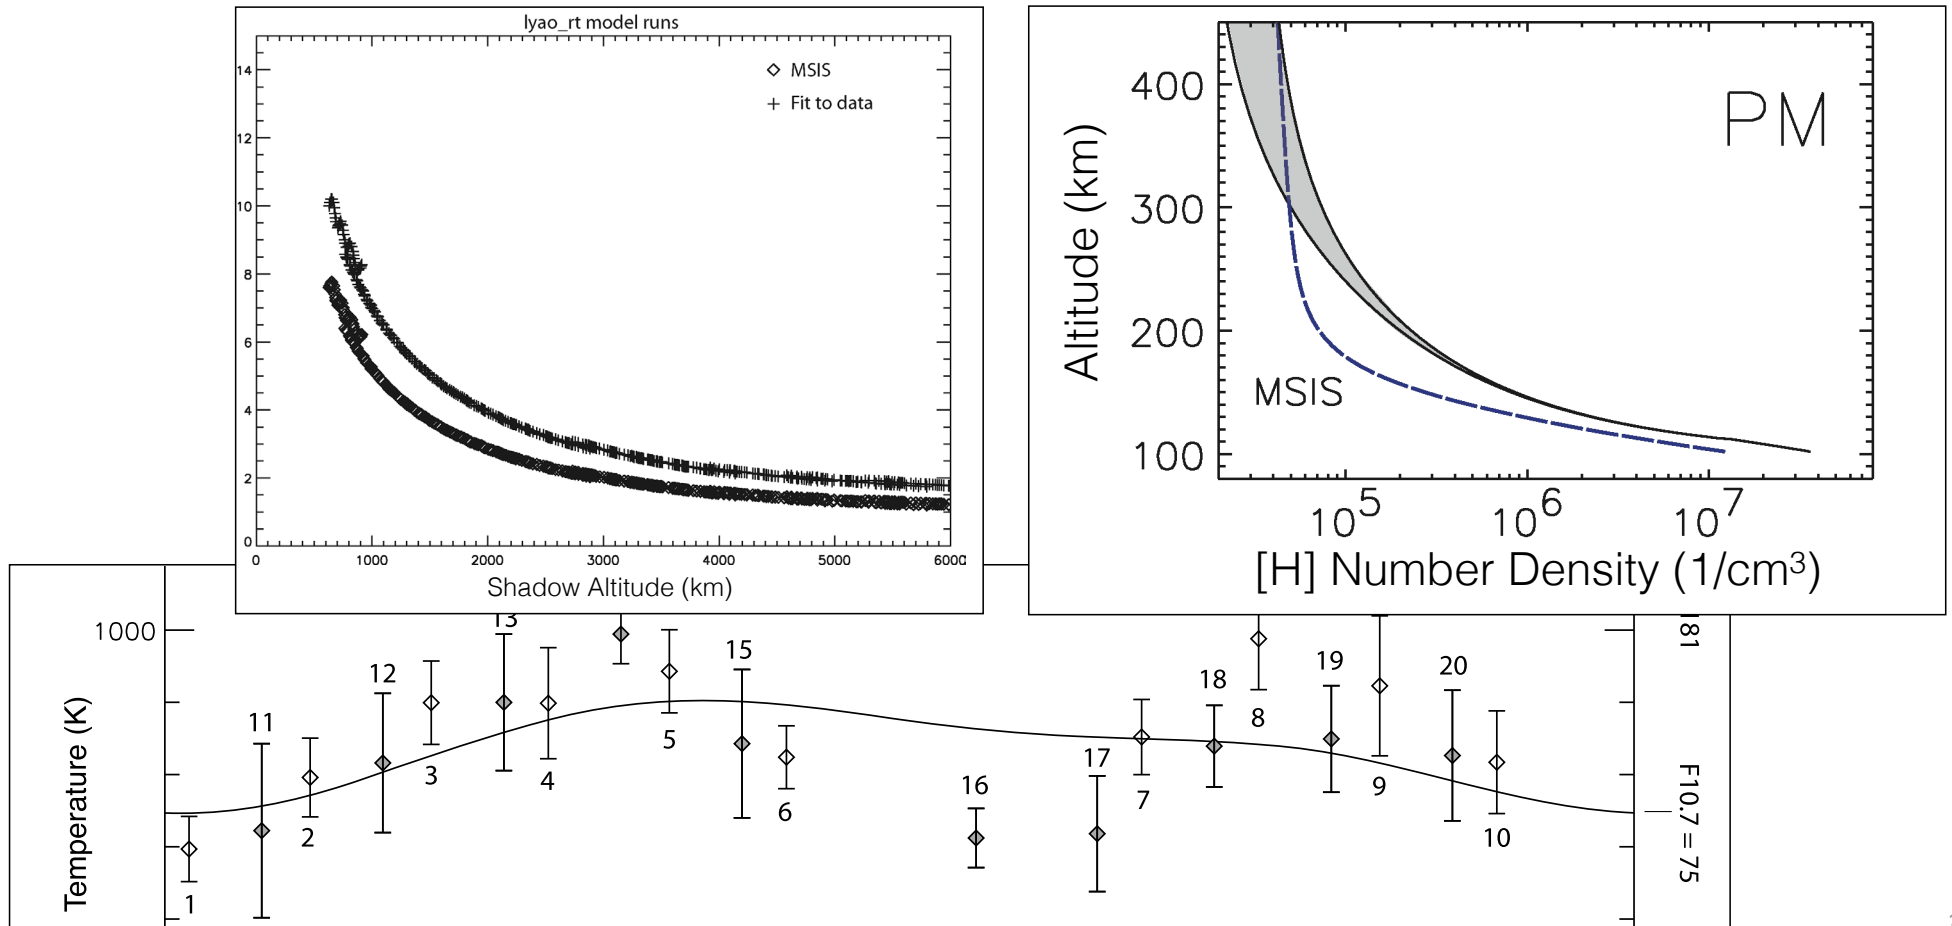 lyao_rt model runs
14
12
10
8
6
4
2
0
MSIS
Fit to data
0 1000 2000 3000 4000 5000 6000
Shadow Altitude (km)
400
300
200
100
Altitude (km)
PM
MSIS
10^5 10^6 10^7
[H] Number Density (1/cm³)
1000
Temperature (K)
13
12
15
11
5
3
4
2
6
1
16
17
7
18
8
19
9
20
10
181
F10.7 = 75